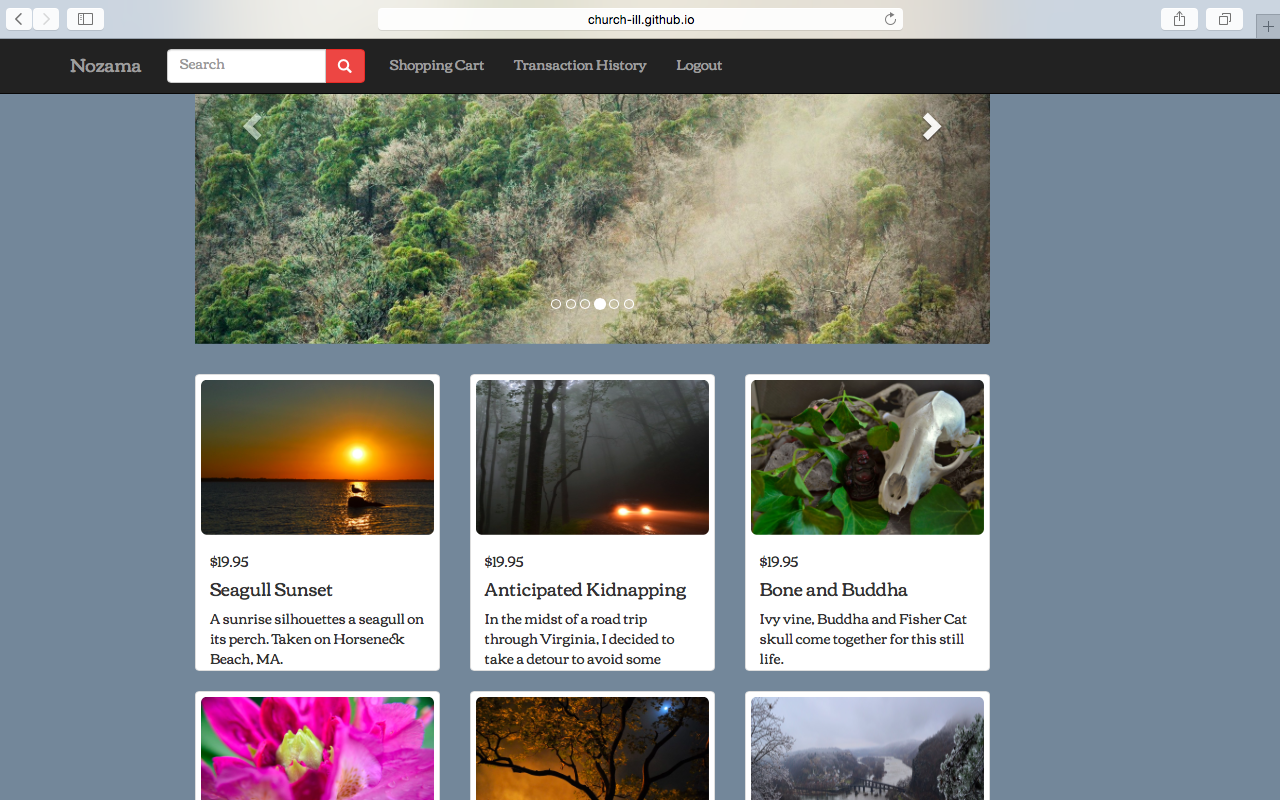 church-ill.github.io
Nozama
Search
Shopping Cart
Transaction History
Logout
$19.95
Seagull Sunset
A sunrise silhouettes a seagull on
its perch. Taken on Horseneck
Beach, MA.
$19.95
Anticipated Kidnapping
In the midst of a road trip
through Virginia, I decided to
take a detour to avoid some
$19.95
Bone and Buddha
Ivy vine, Buddha and Fisher Cat
skull come together for this still
life.